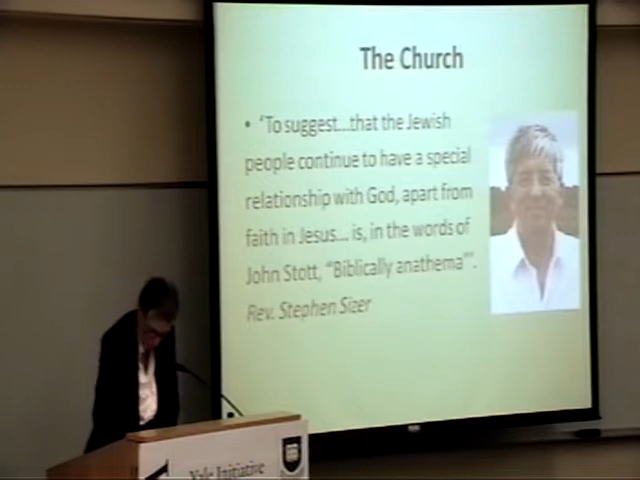 The Church
• 'To suggest...that the Jewish
people continue to have a special
relationship with God, apart from
faith in Jesus... is, in the words of
John Stott, "Biblically anathema"'.
Rev. Stephen Sizer
Yale Initiative